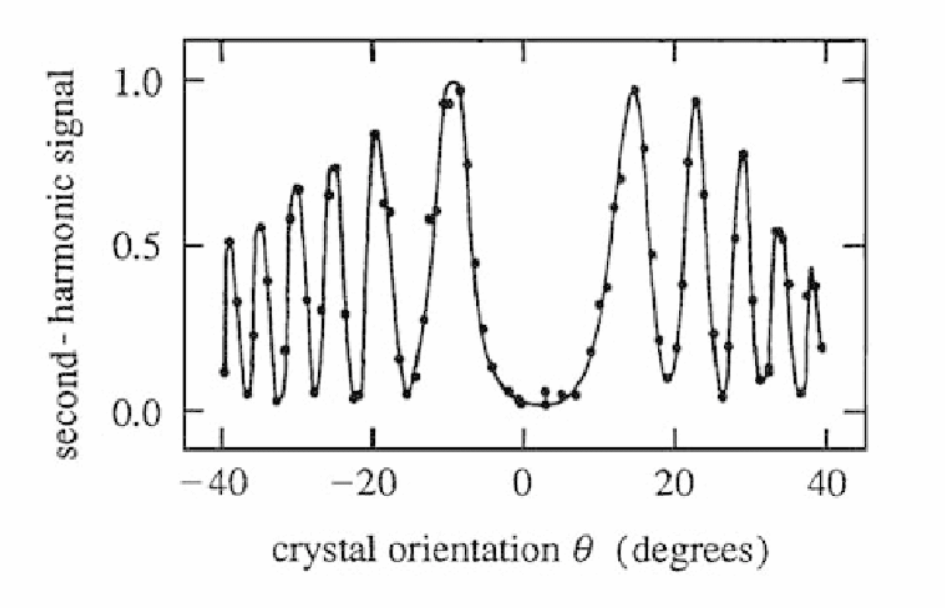 second-harmonic signal
1.0
0.5
0.0
−40 −20 0 20 40
crystal orientation θ (degrees)